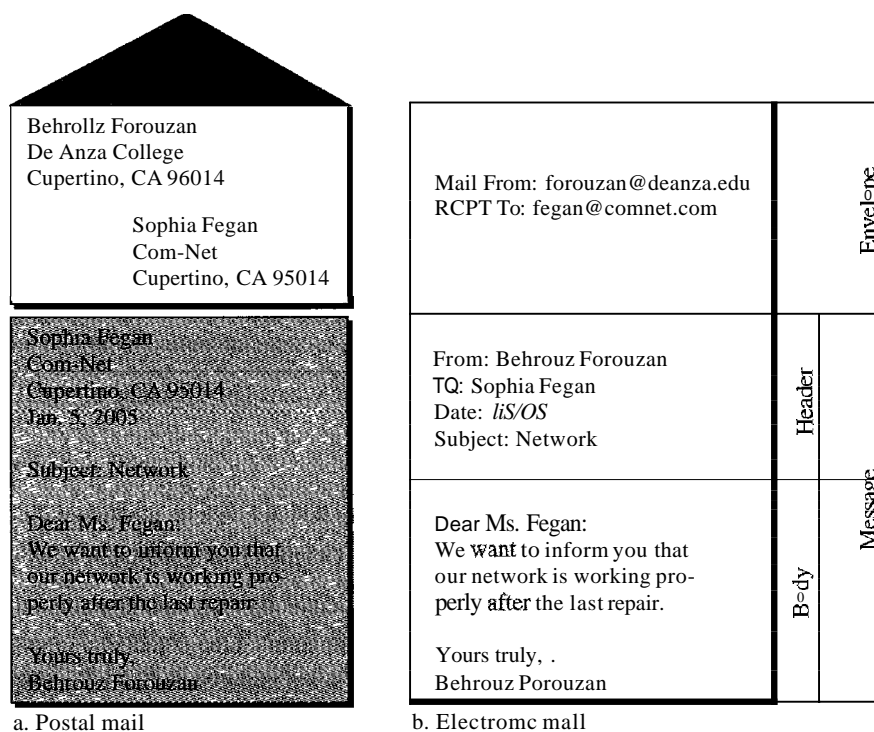 Behrollz Forouzan
De Anza College
Cupertino, CA 96014
Sophia Fegan
Com-Net
Cupertino, CA 95014
Sophia Fegan
Com-Net
Cupertino, CA 95014
Jan. 5, 2005
Subject: Network
Dear Ms. Fegan:
We want to inform you that
our network is working pro-
perly after the last repair.
Yours truly,
Behrouz Forouzan
a. Postal mail
Mail From: forouzan@deanza.edu
RCPT To: fegan@comnet.com
Envelope
From: Behrouz Forouzan
TQ: Sophia Fegan
Date: liS/OS
Subject: Network
Header
Dear Ms. Fegan:
We want to inform you that
our network is working pro-
perly after the last repair.
Yours truly, .
Behrouz Porouzan
Body
Message
b. Electromc mall